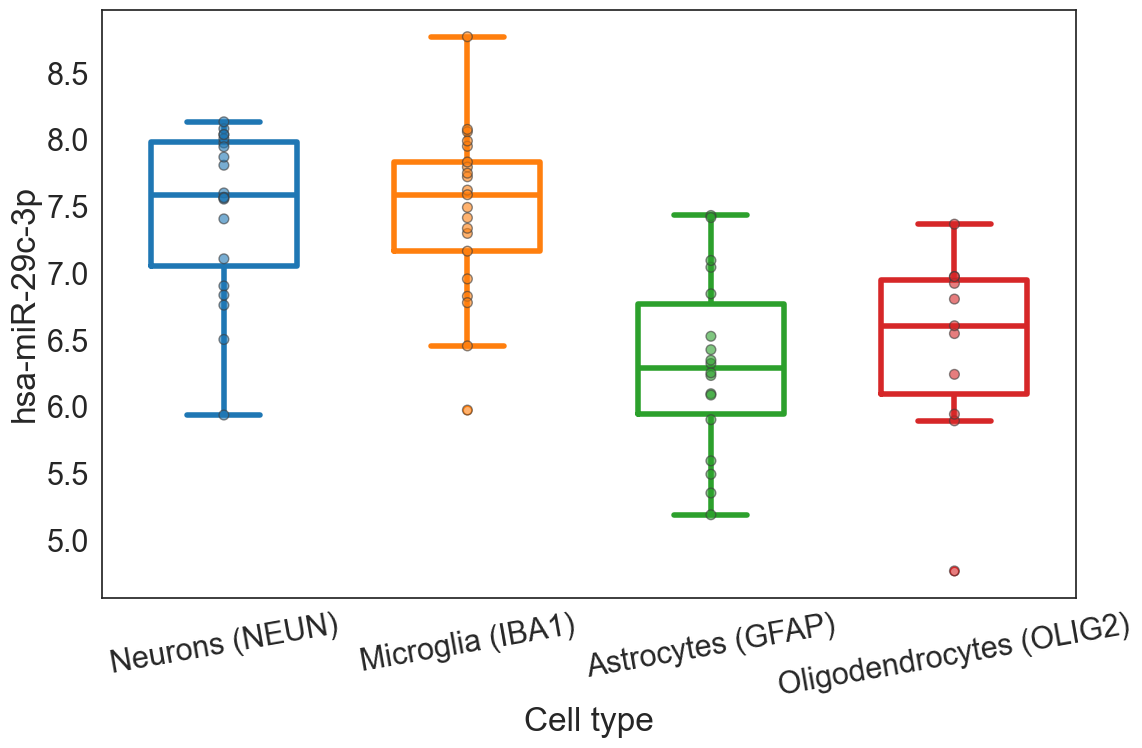 hsa-miR-29c-3p
8.5
8.0
7.5
7.0
6.5
6.0
5.5
5.0
Neurons (NEUN)
Microglia (IBA1)
Astrocytes (GFAP)
Oligodendrocytes (OLIG2)
Cell type